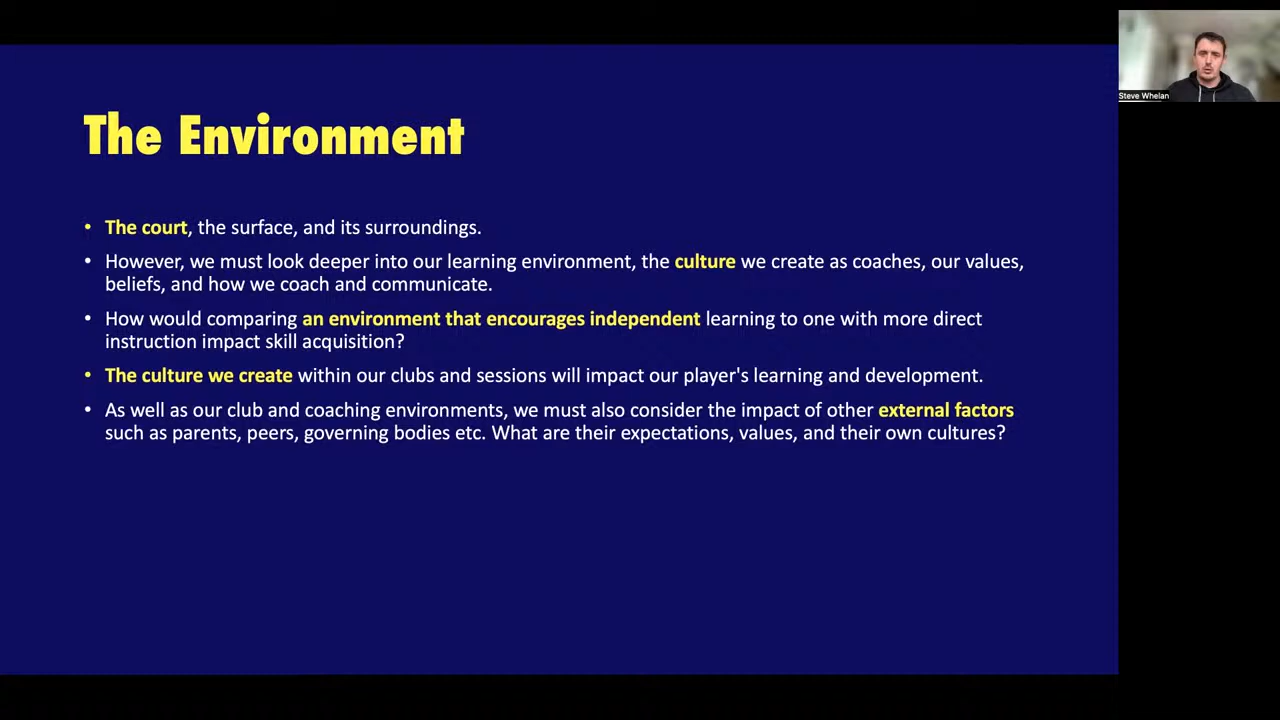 The Environment
• The court, the surface, and its surroundings.
• However, we must look deeper into our learning environment, the culture we create as coaches, our values,
beliefs, and how we coach and communicate.
• How would comparing an environment that encourages independent learning to one with more direct
instruction impact skill acquisition?
• The culture we create within our clubs and sessions will impact our player's learning and development.
• As well as our club and coaching environments, we must also consider the impact of other external factors
such as parents, peers, governing bodies etc. What are their expectations, values, and their own cultures?
Steve Whelan